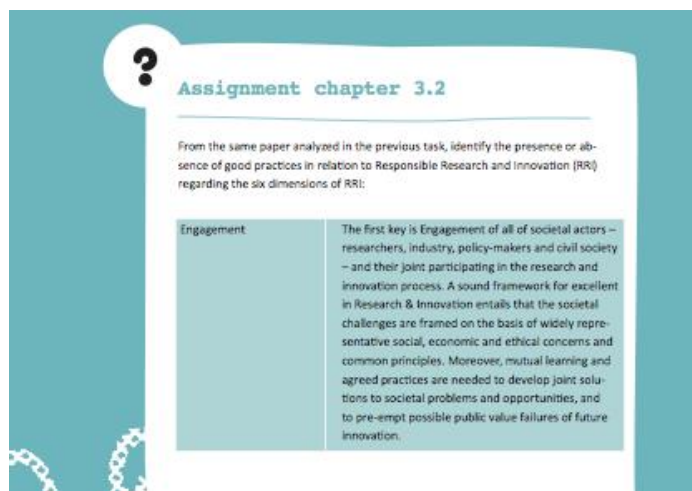 ?
Assignment chapter 3.2
From the same paper analyzed in the previous task, identify the presence or ab-
sence of good practices in relation to Responsible Research and Innovation (RRI)
regarding the six dimensions of RRI:
Engagement
The first key is Engagement of all of societal actors –
researchers, industry, policy-makers and civil society
– and their joint participating in the research and
innovation process. A sound framework for excellent
in Research & Innovation entails that the societal
challenges are framed on the basis of widely repre-
sentative social, economic and ethical concerns and
common principles. Moreover, mutual learning and
agreed practices are needed to develop joint solu-
tions to societal problems and opportunities, and
to pre-empt possible public value failures of future
innovation.